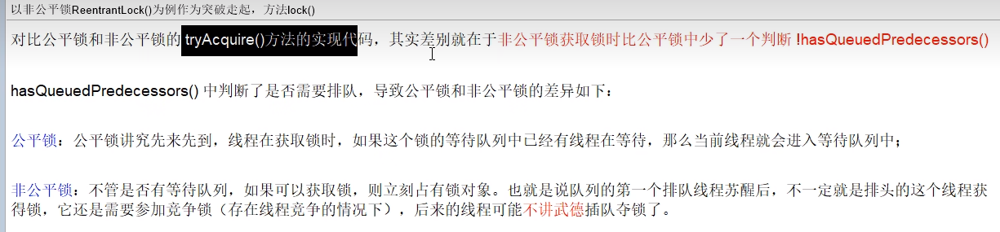 以非公平锁ReentrantLock()为例作为突破走起，方法lock()
对比公平锁和非公平锁的 tryAcquire()方法的实现代码，其实差别就在于非公平锁获取锁时比公平锁中少了一个判断 !hasQueuedPredecessors()
hasQueuedPredecessors() 中判断了是否需要排队，导致公平锁和非公平锁的差异如下：
公平锁：公平锁讲究先来先到，线程在获取锁时，如果这个锁的等待队列中已经有线程在等待，那么当前线程就会进入等待队列中；
非公平锁：不管是否有等待队列，如果可以获取锁，则立刻占有锁对象。也就是说队列的第一个排队线程苏醒后，不一定就是排头的这个线程获
得锁，它还是需要参加竞争锁（存在线程竞争的情况下），后来的线程可能不讲武德插队夺锁了。